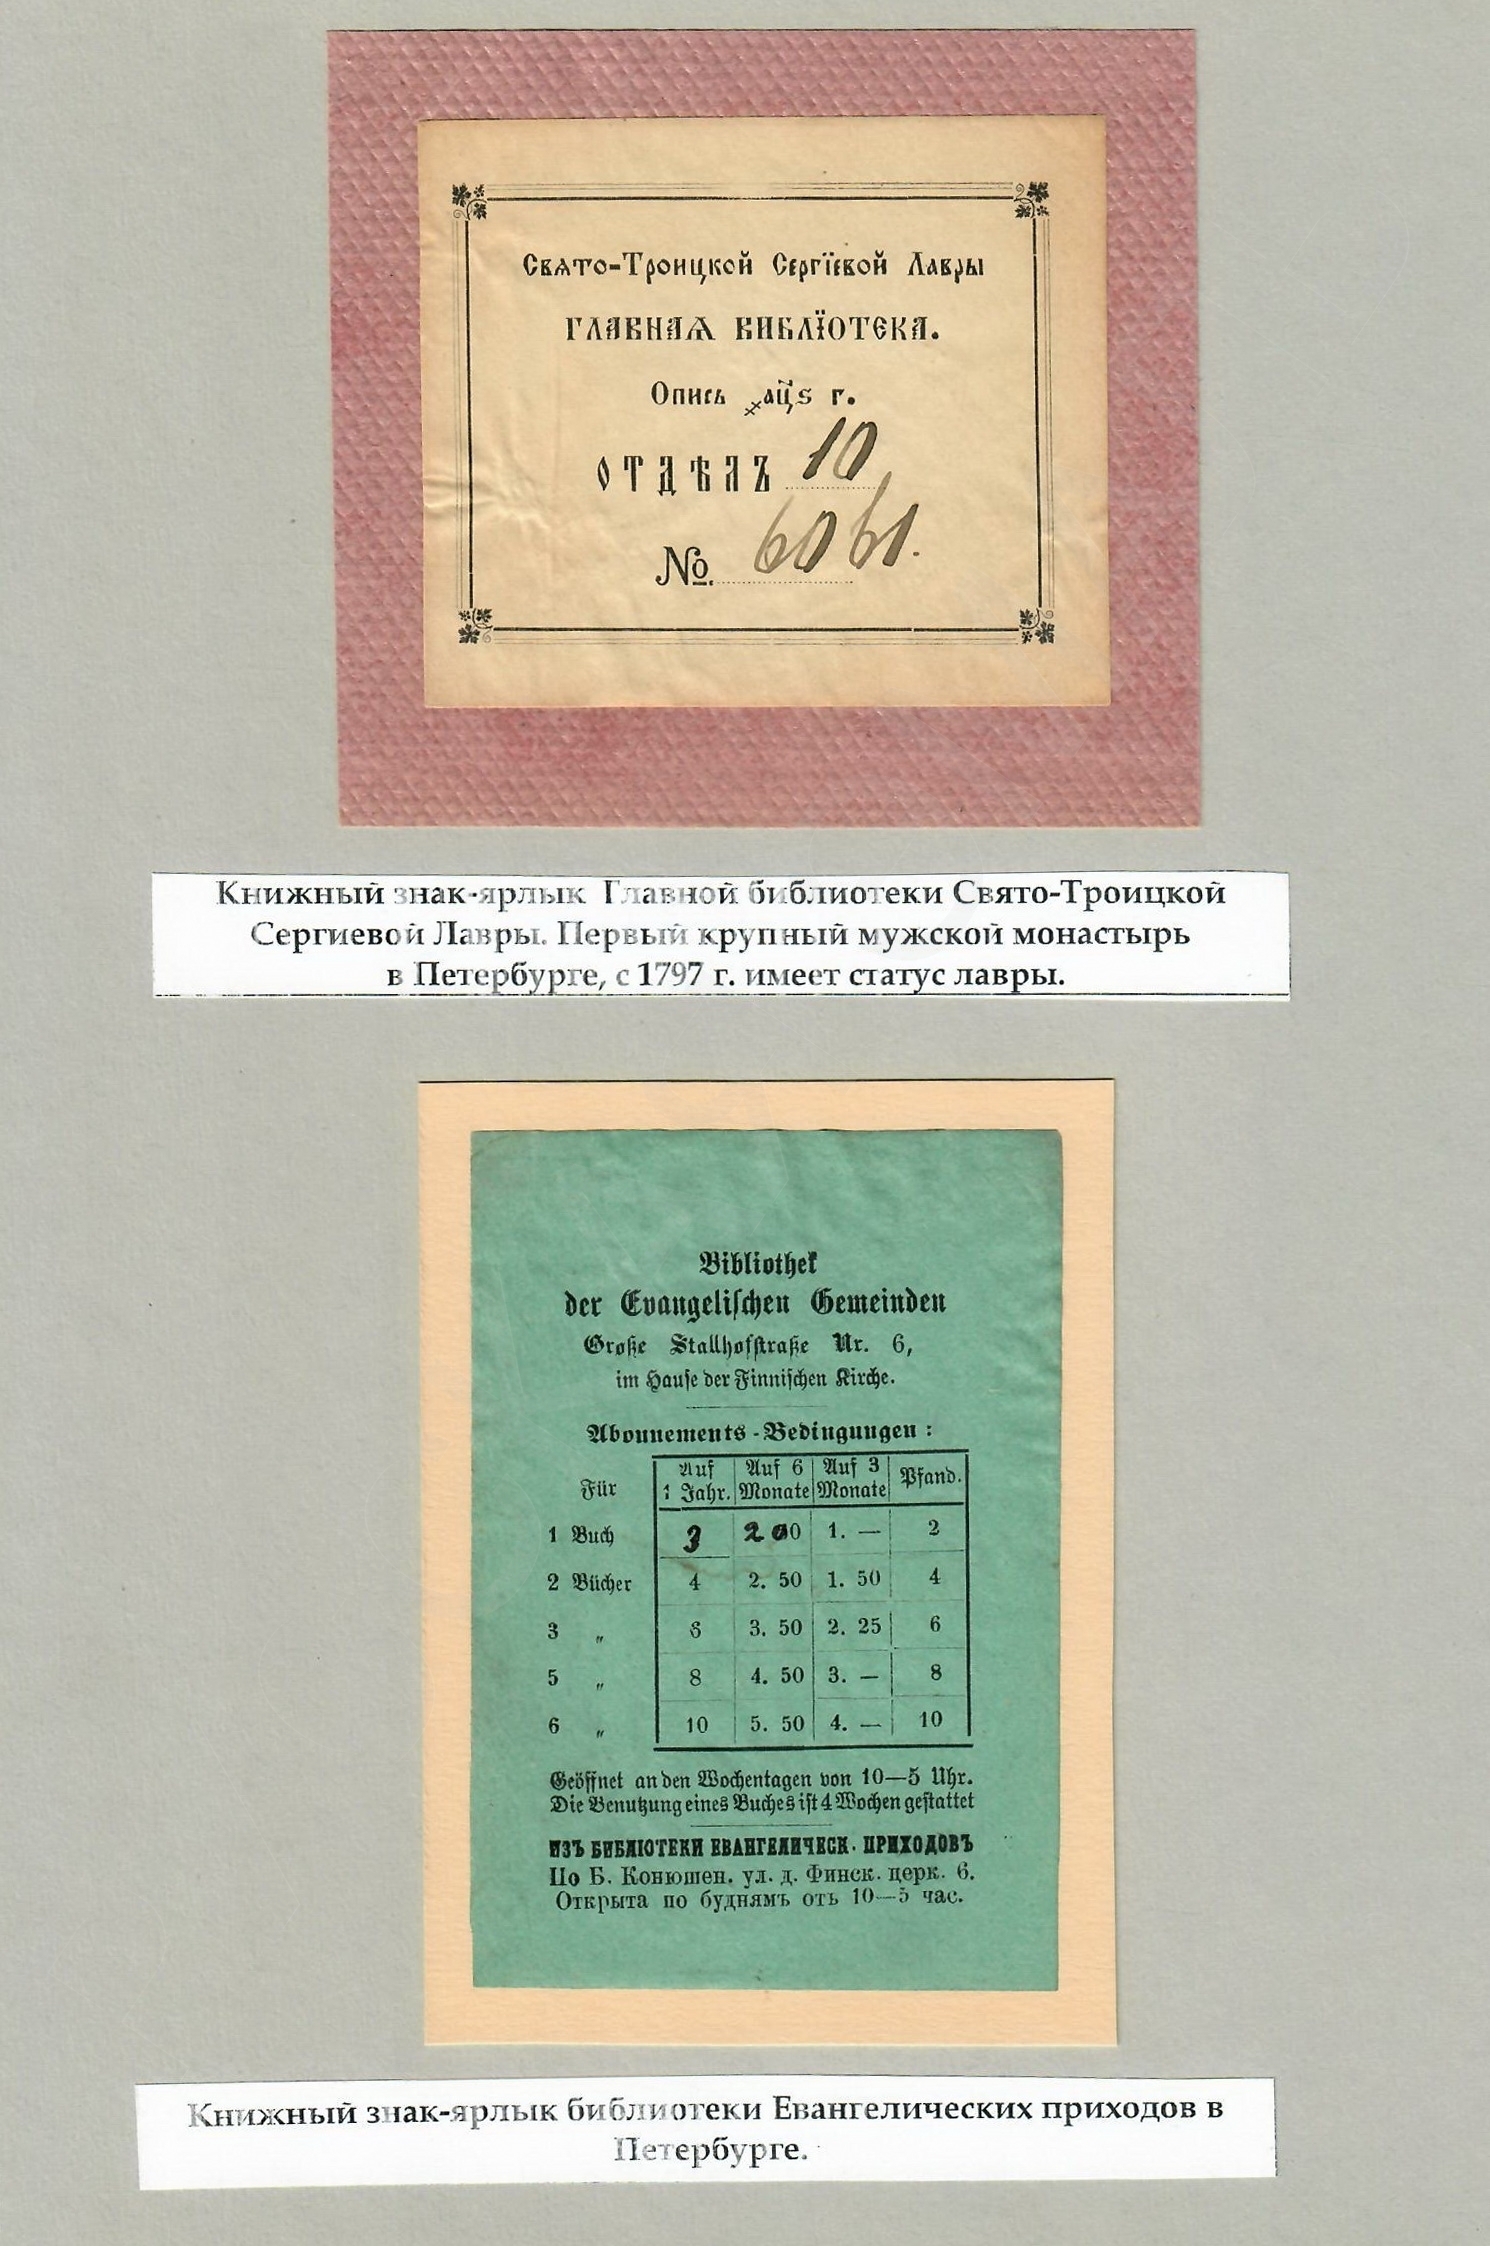 Свято-Троицкой Сергїевой Лавры
ГЛАВНАѦ БИБЛЇОТЕКА.
Опись ҂ац҃ѕ г.
ОТДѢЛЪ 10
№ 6061.
Книжный знак-ярлык Главной библиотеки Свято-Троицкой
Сергиевой Лавры. Первый крупный мужской монастырь
в Петербурге, с 1797 г. имеет статус лавры.
Bibliothek
der Evangeliſchen Gemeinden
Große Stallhofſtraße Nr. 6,
im Hauſe der Finniſchen Kirche.
Abonnements-Bedingungen:
Für Auf 1 Jahr. Auf 6 Monate Auf 3 Monate Pfand.
1 Buch 3 2 00 1. — 2
2 Bücher 4 2. 50 1. 50 4
3 „ 6 3. 50 2. 25 6
5 „ 8 4. 50 3. — 8
6 „ 10 5. 50 4. — 10
Geöffnet an den Wochentagen von 10—5 Uhr.
Die Benutzung eines Buches iſt 4 Wochen geſtattet
ИЗЪ БИБЛІОТЕКИ ЕВАНГЕЛИЧЕСК. ПРИХОДОВЪ
По Б. Конюшен. ул. д. Финск. церк. 6.
Открыта по буднямъ отъ 10—5 час.
Книжный знак-ярлык библиотеки Евангелических приходов в
Петербурге.